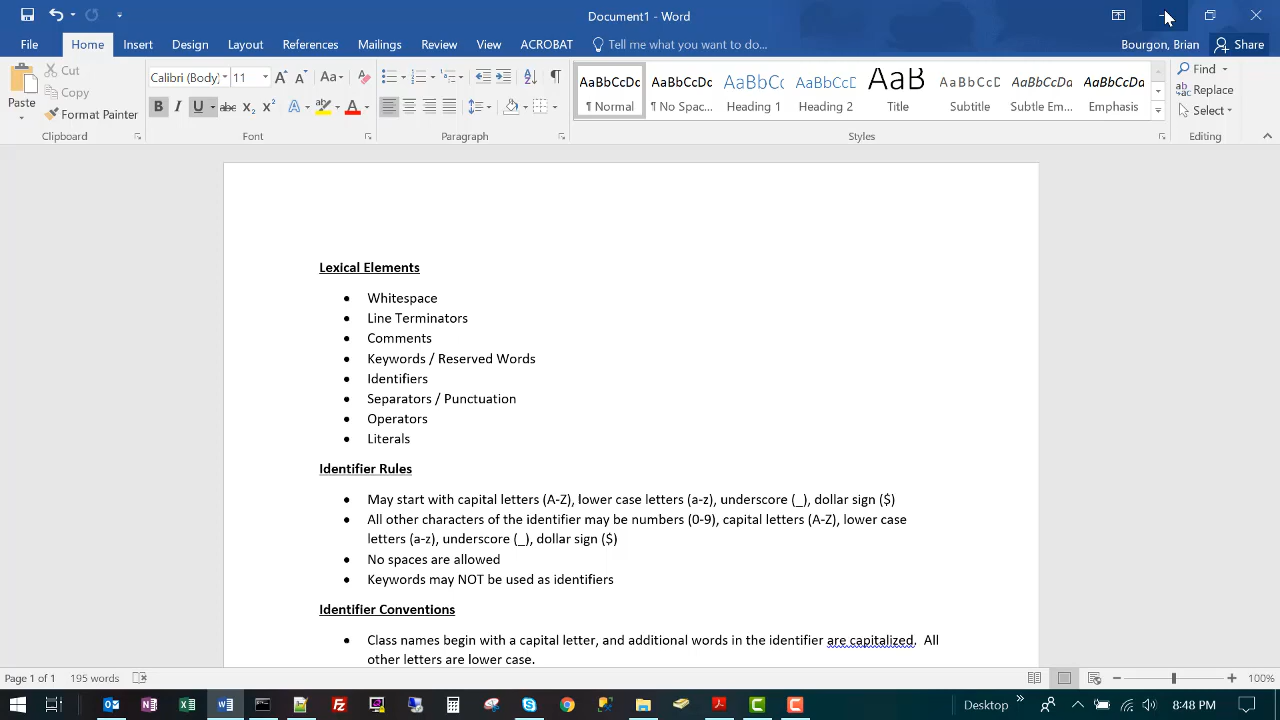 Document1 - Word
File Home Insert Design Layout References Mailings Review View ACROBAT Tell me what you want to do... Bourgon, Brian Share
Paste
Cut
Copy
Format Painter
Clipboard
Calibri (Body) 11
Font
Paragraph
AaBbCcDc AaBbCcDc AaBbCc AaBbCcD AaB AaBbCcD AaBbCcDc AaBbCcDc
¶ Normal ¶ No Spac... Heading 1 Heading 2 Title Subtitle Subtle Em... Emphasis
Styles
Find
Replace
Select
Editing
Lexical Elements
• Whitespace
• Line Terminators
• Comments
• Keywords / Reserved Words
• Identifiers
• Separators / Punctuation
• Operators
• Literals
Identifier Rules
• May start with capital letters (A-Z), lower case letters (a-z), underscore (_), dollar sign ($)
• All other characters of the identifier may be numbers (0-9), capital letters (A-Z), lower case
letters (a-z), underscore (_), dollar sign ($)
• No spaces are allowed
• Keywords may NOT be used as identifiers
Identifier Conventions
• Class names begin with a capital letter, and additional words in the identifier are capitalized. All
other letters are lower case.
Page 1 of 1 195 words 100%
Desktop 8:48 PM